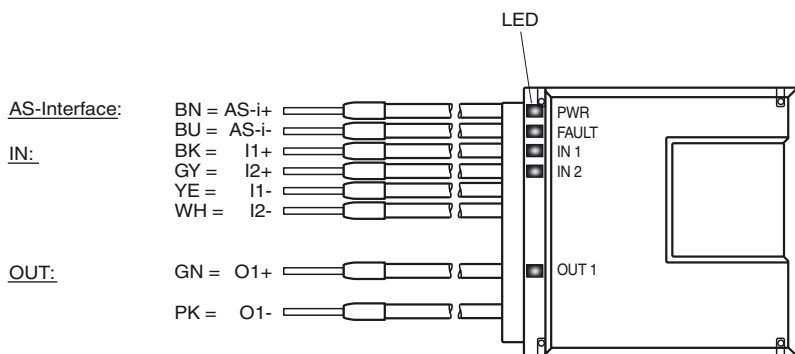 LED
AS-Interface: BN = AS-i+ PWR
BU = AS-i- FAULT
IN: BK = I1+ IN 1
GY = I2+ IN 2
YE = I1-
WH = I2-
OUT: GN = O1+ OUT 1
PK = O1-